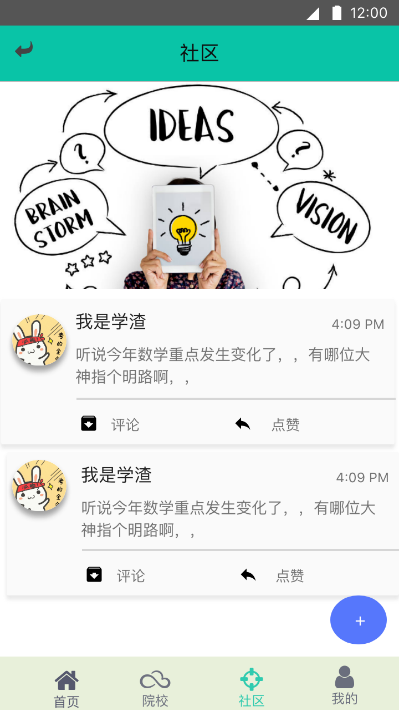 12:00
社区
IDEAS
?
?
BRAIN
STORM
VISION
我是学渣
4:09 PM
听说今年数学重点发生变化了，，有哪位大
神指个明路啊，，
评论
点赞
我是学渣
4:09 PM
听说今年数学重点发生变化了，，有哪位大
神指个明路啊，，
评论
点赞
+
首页
院校
社区
我的